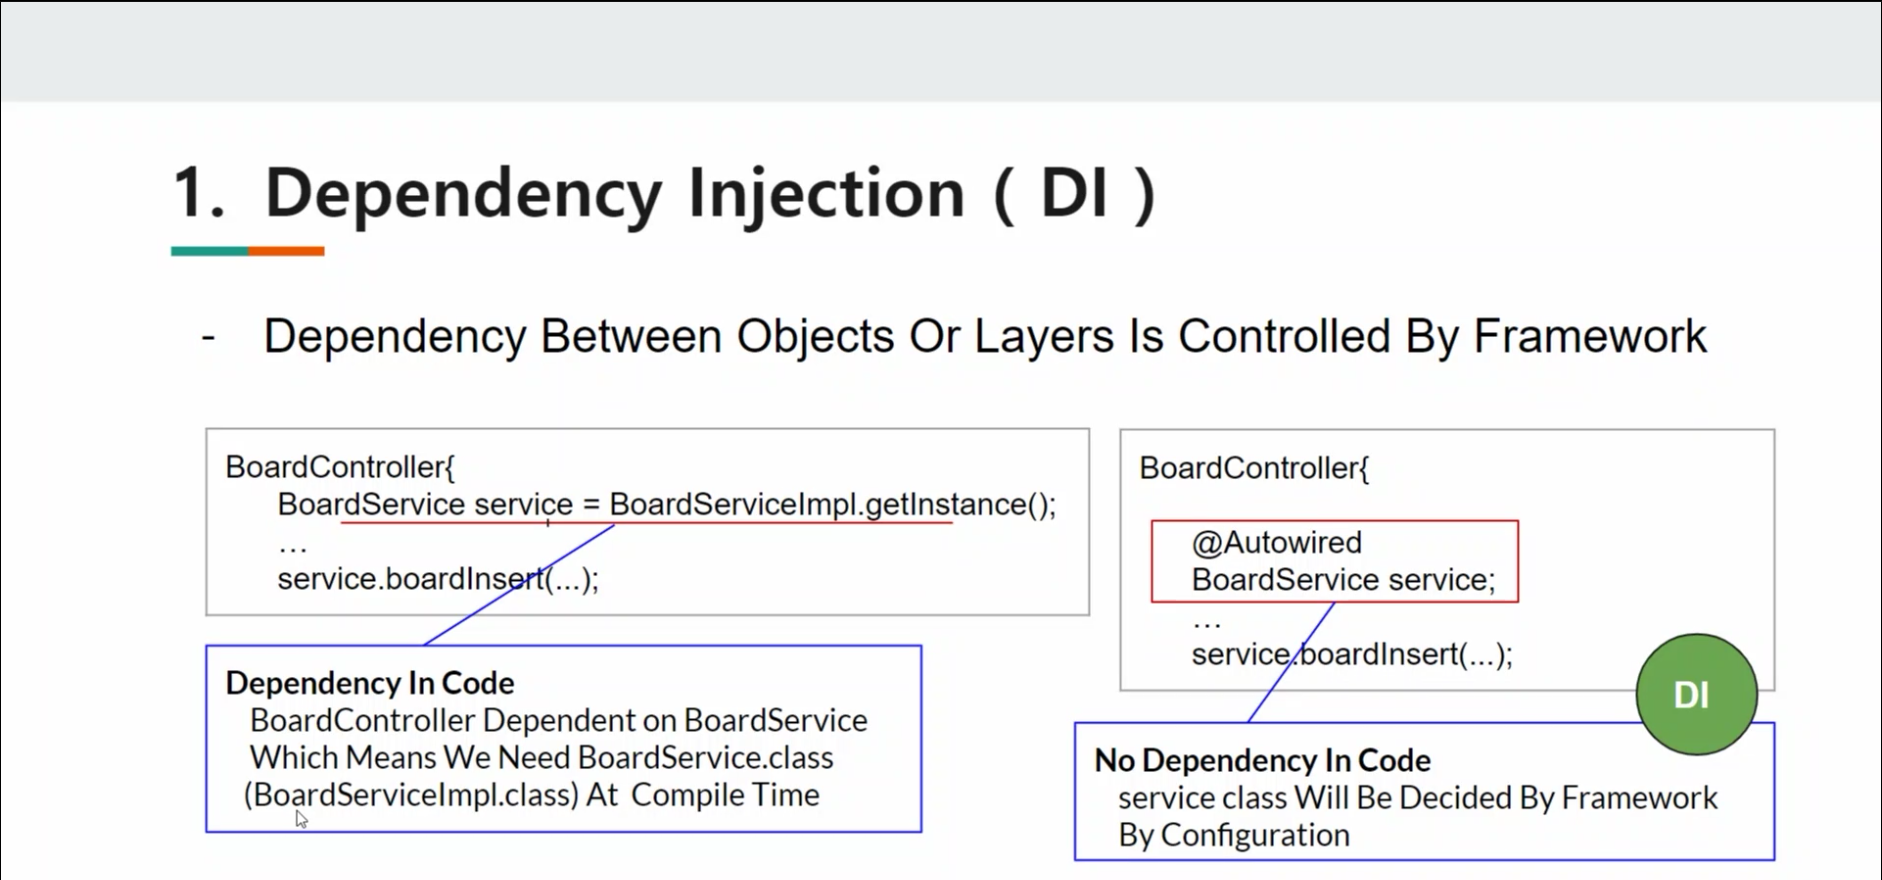 1. Dependency Injection ( DI )
- Dependency Between Objects Or Layers Is Controlled By Framework
BoardController{
BoardService service = BoardServiceImpl.getInstance();
...
service.boardInsert(...);
Dependency In Code
BoardController Dependent on BoardService
Which Means We Need BoardService.class
(BoardServiceImpl.class) At Compile Time
BoardController{
@Autowired
BoardService service;
...
service.boardInsert(...);
DI
No Dependency In Code
service class Will Be Decided By Framework
By Configuration